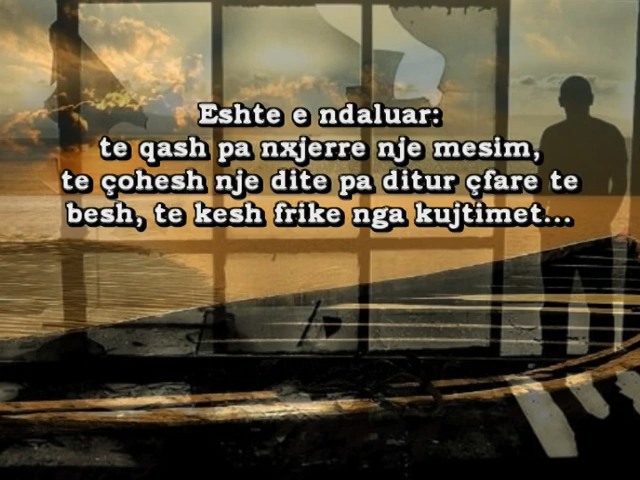 Eshte e ndaluar:
te qash pa nxjerre nje mesim,
te çohesh nje dite pa ditur çfare te
besh, te kesh frike nga kujtimet...